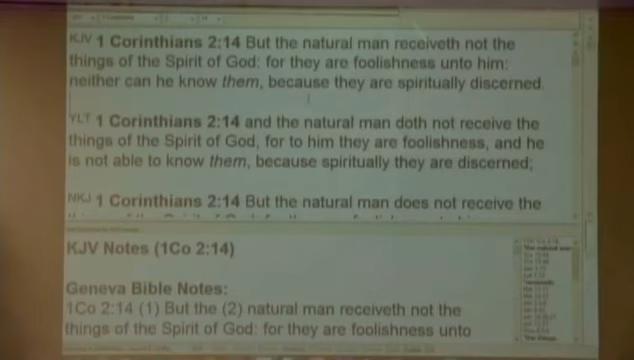 KJV 1 Corinthians 2:14 But the natural man receiveth not the
things of the Spirit of God: for they are foolishness unto him:
neither can he know them, because they are spiritually discerned.
YLT 1 Corinthians 2:14 and the natural man doth not receive the
things of the Spirit of God, for to him they are foolishness, and he
is not able to know them, because spiritually they are discerned;
NKJ 1 Corinthians 2:14 But the natural man does not receive the
KJV Notes (1Co 2:14)
Geneva Bible Notes:
1Co 2:14 (1) But the (2) natural man receiveth not the
things of the Spirit of God: for they are foolishness unto